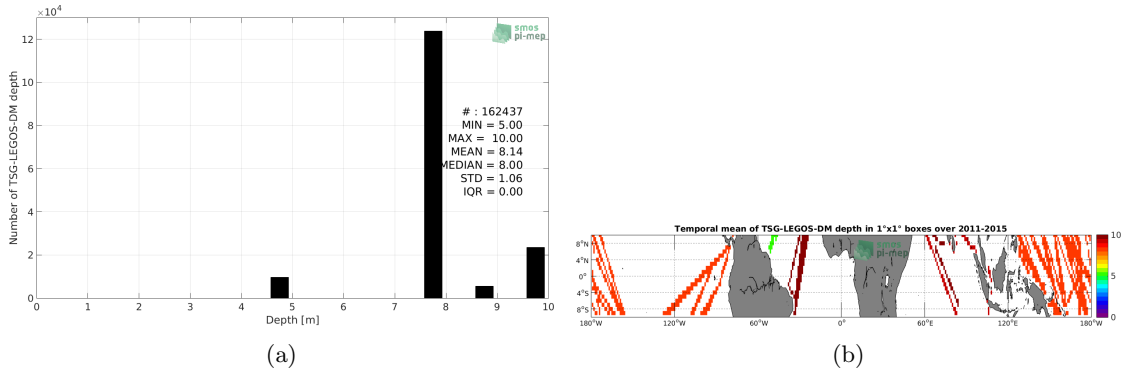 ×10⁴
12
10
8
6
4
2
0
Number of TSG-LEGOS-DM depth
smos
pi-mep
# : 162437
MIN = 5.00
MAX = 10.00
MEAN = 8.14
MEDIAN = 8.00
STD = 1.06
IQR = 0.00
0 1 2 3 4 5 6 7 8 9 10
Depth [m]
(a)
Temporal mean of TSG-LEGOS-DM depth in 1°x1° boxes over 2011-2015
smos
pi-mep
8°N
4°N
0°
4°S
8°S
180°W 120°W 60°W 0° 60°E 120°E 180°W
10
5
0
(b)